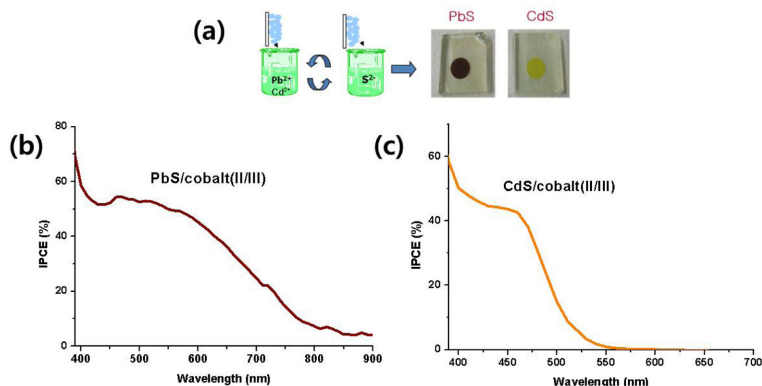 (a)
PbS
CdS
Pb2+
Cd2+
S2-
(b)
80
60
40
20
0
IPCE (%)
PbS/cobalt(II/III)
400 500 600 700 800 900
Wavelength (nm)
(c)
60
40
20
0
IPCE (%)
CdS/cobalt(II/III)
400 450 500 550 600 650 700
Wavelength (nm)